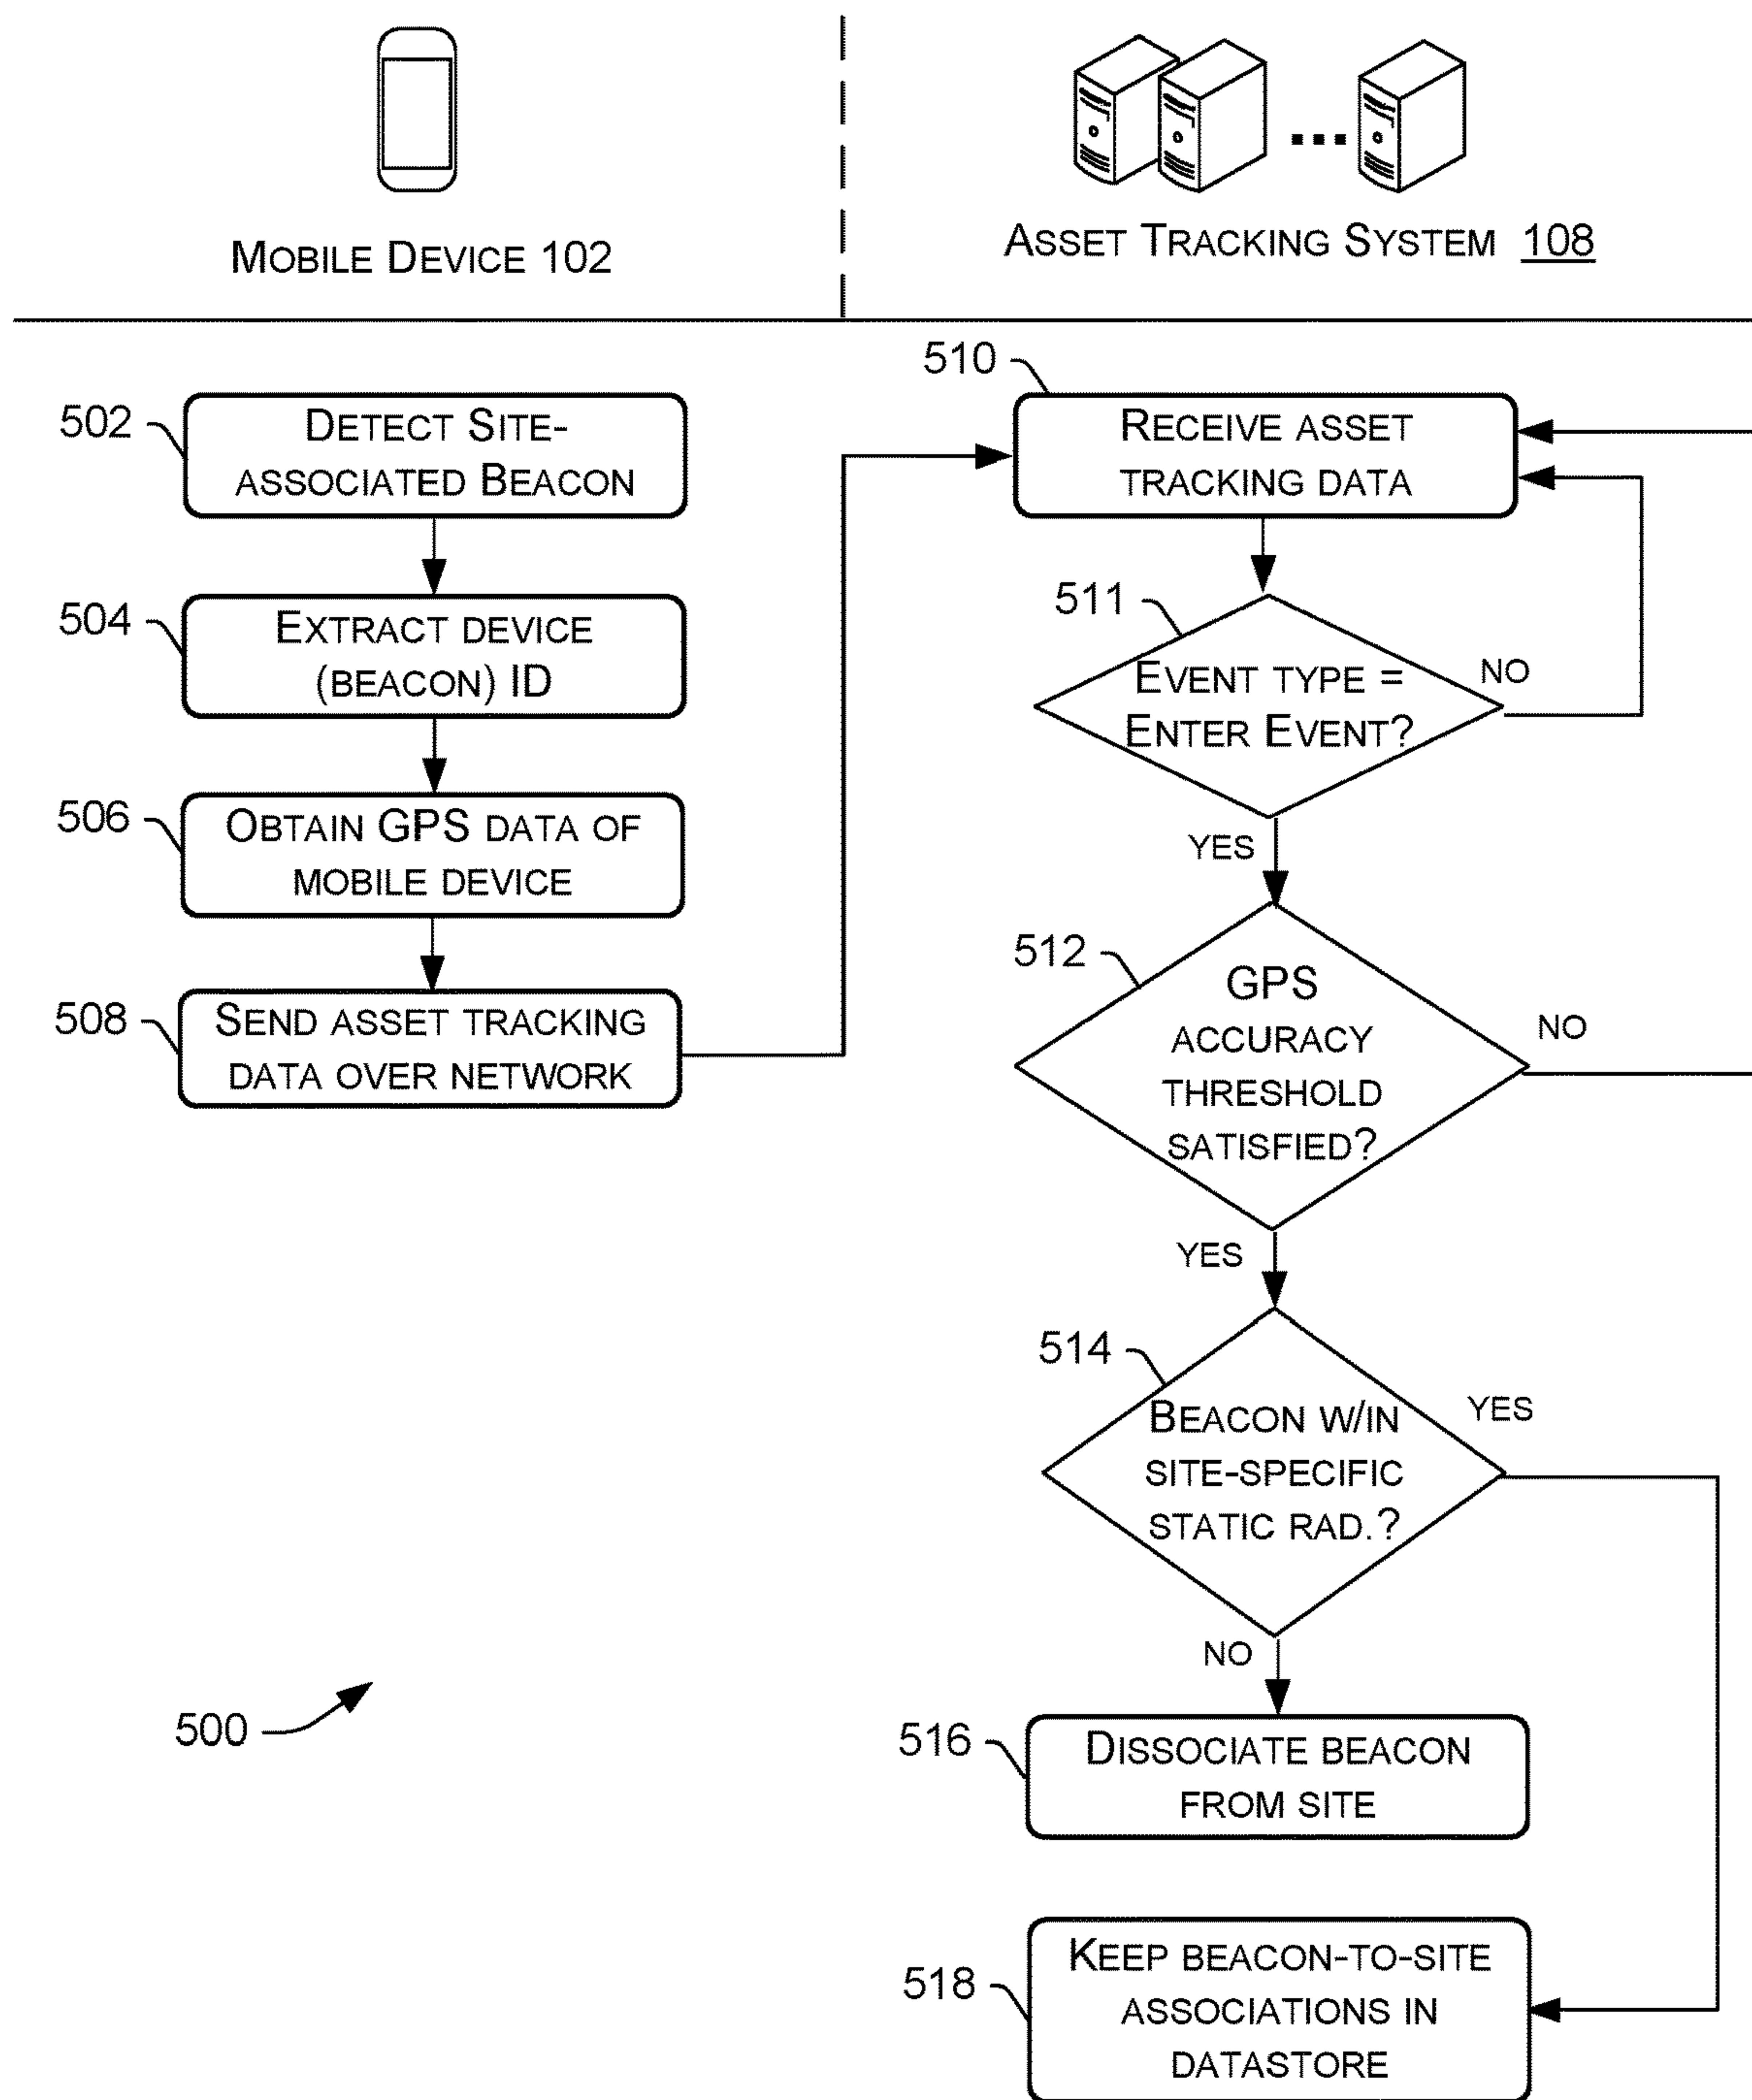 MOBILE DEVICE 102
ASSET TRACKING SYSTEM 108
502
DETECT SITE-
ASSOCIATED BEACON
504
EXTRACT DEVICE
(BEACON) ID
506
OBTAIN GPS DATA OF
MOBILE DEVICE
508
SEND ASSET TRACKING
DATA OVER NETWORK
510
RECEIVE ASSET
TRACKING DATA
511
EVENT TYPE =
ENTER EVENT?
NO
YES
512
GPS
ACCURACY
THRESHOLD
SATISFIED?
NO
YES
514
BEACON W/IN
SITE-SPECIFIC
STATIC RAD.?
YES
NO
516
DISSOCIATE BEACON
FROM SITE
518
KEEP BEACON-TO-SITE
ASSOCIATIONS IN
DATASTORE
500